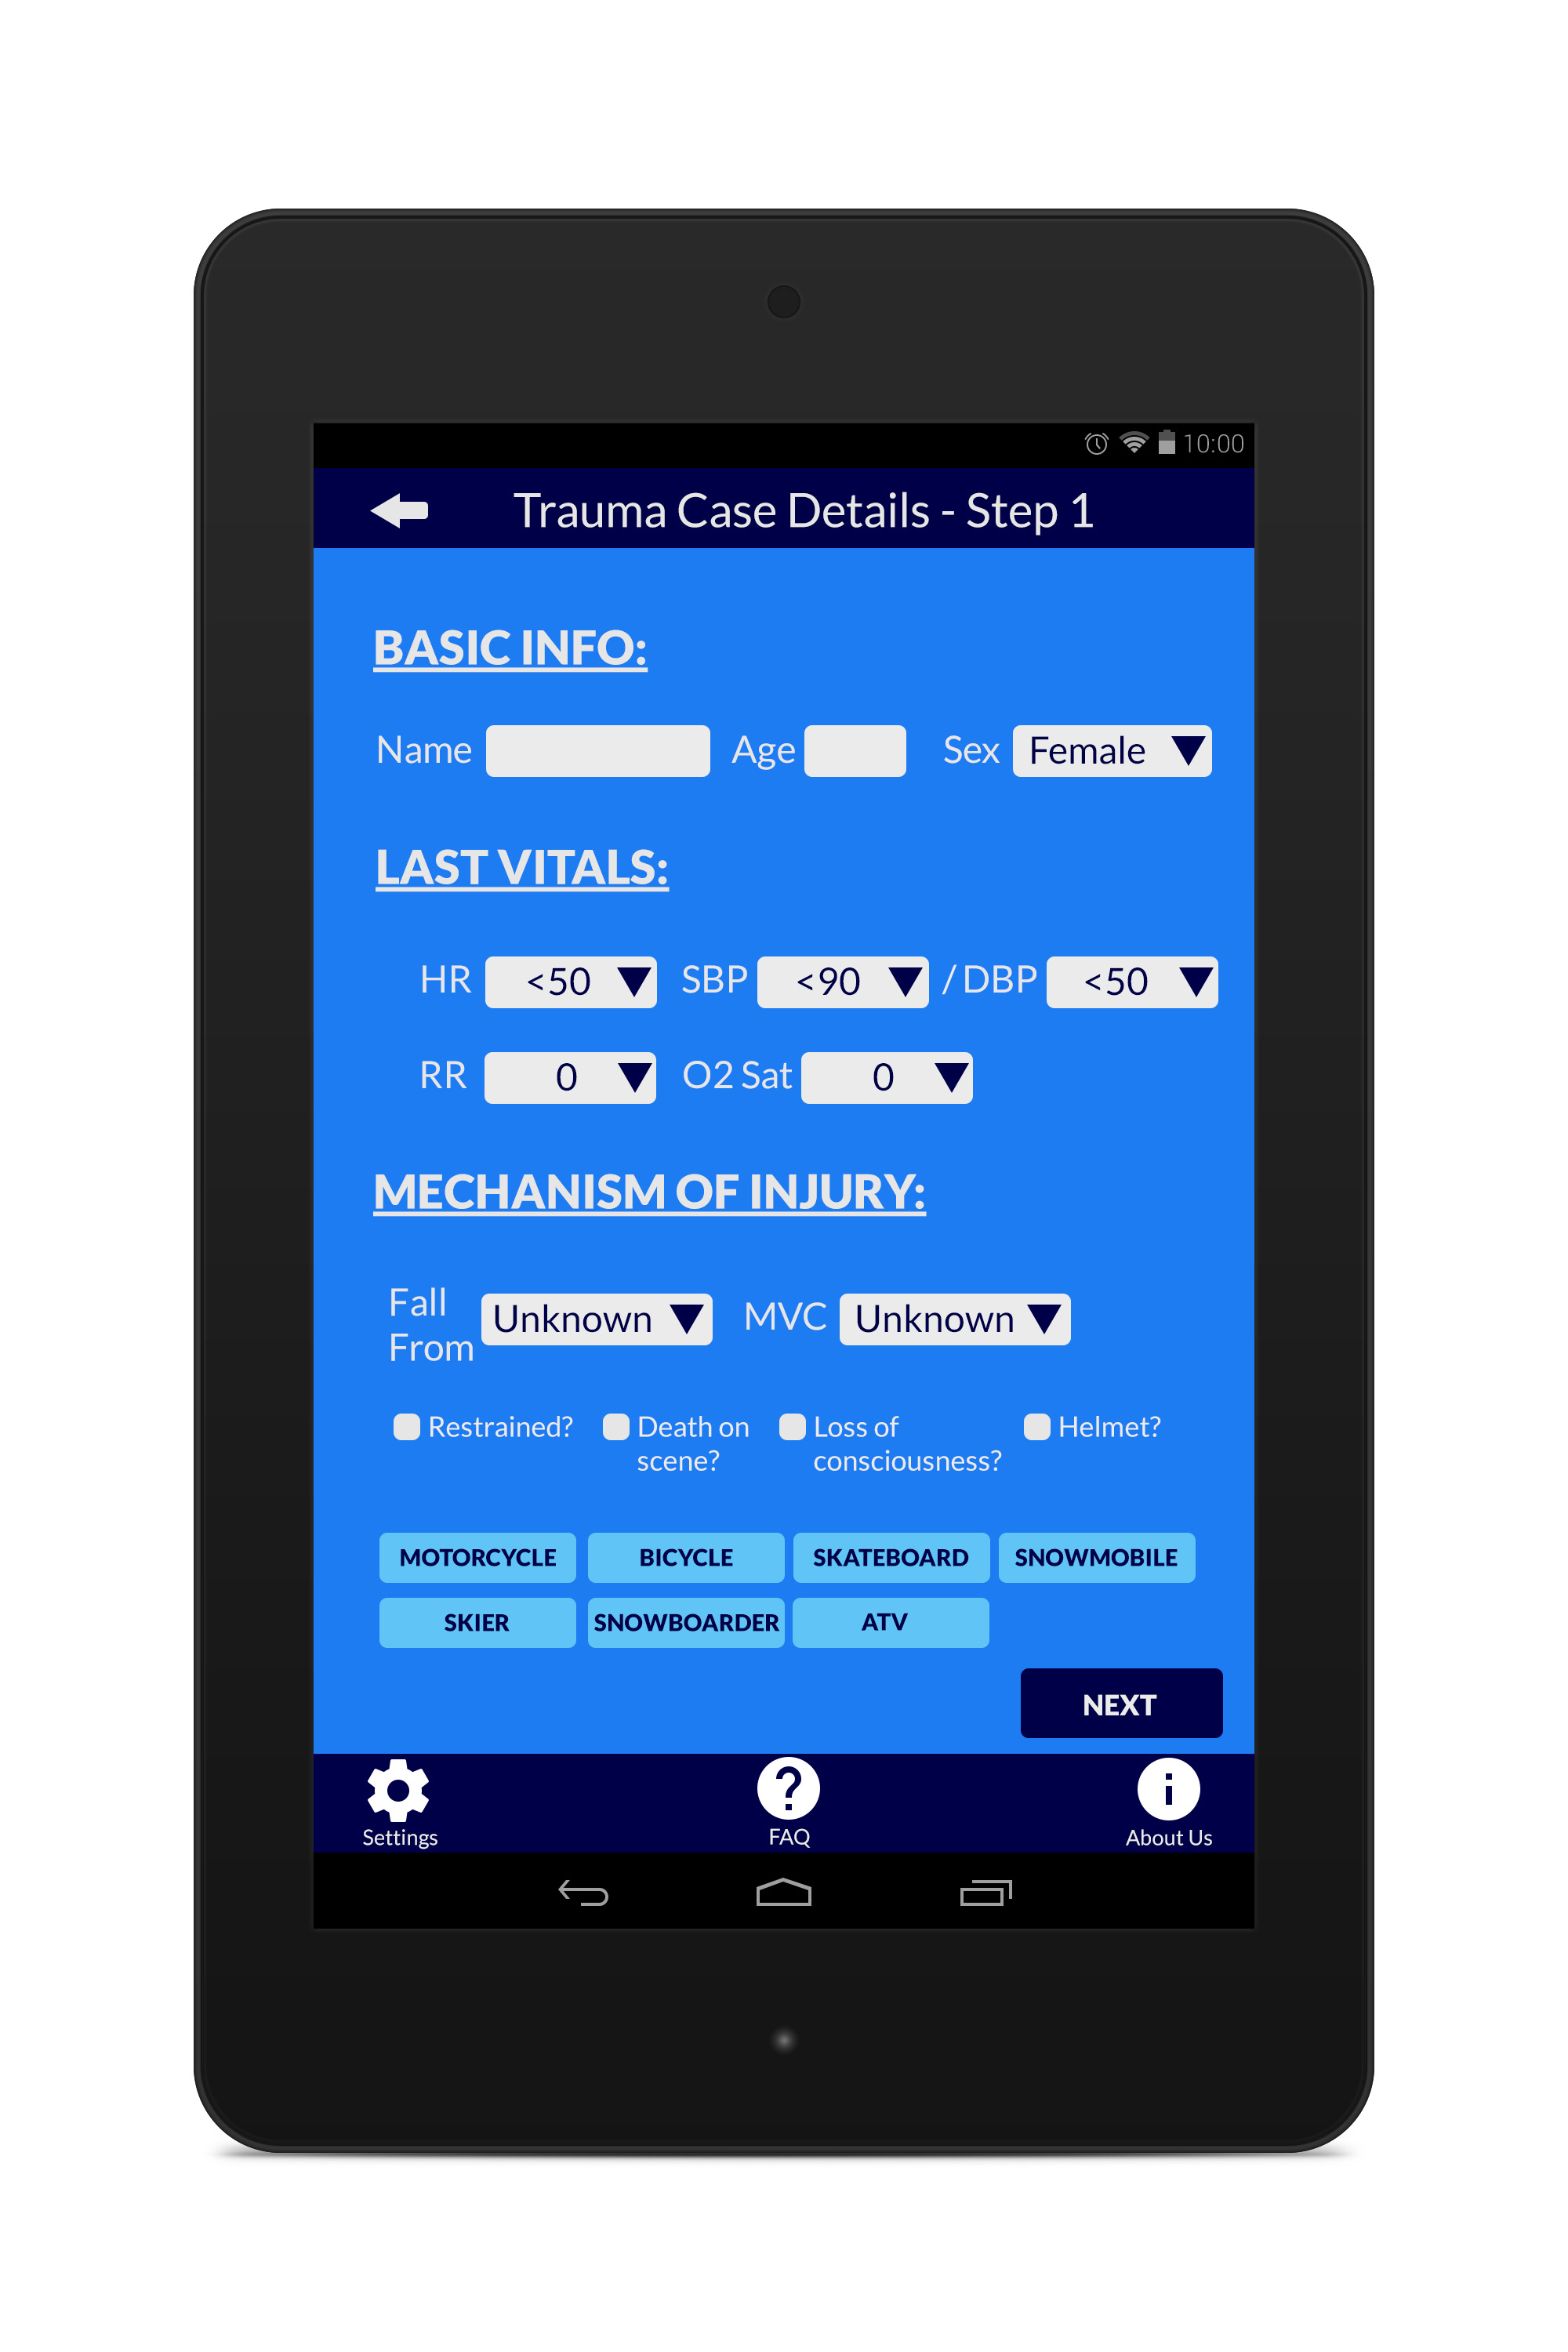 10:00
Trauma Case Details - Step 1
BASIC INFO:
Name Age Sex Female
LAST VITALS:
HR <50 SBP <90 / DBP <50
RR 0 O2 Sat 0
MECHANISM OF INJURY:
Fall
From Unknown MVC Unknown
Restrained? Death on
scene? Loss of
consciousness? Helmet?
MOTORCYCLE BICYCLE SKATEBOARD SNOWMOBILE
SKIER SNOWBOARDER ATV
NEXT
Settings FAQ About Us